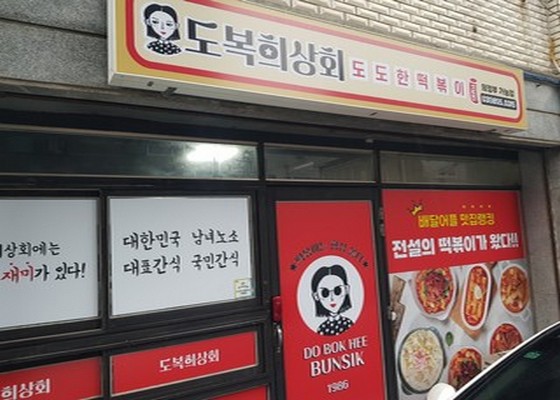 도복희상회 도도한떡볶이
상회에는
재미가 있다!
대한민국 남녀노소
대표간식 국민간식
DO BOK HEE
BUNSIK
1986
배달어플 맛집랭킹
전설의 떡볶이가 왔다!!
희상회
도복희상회